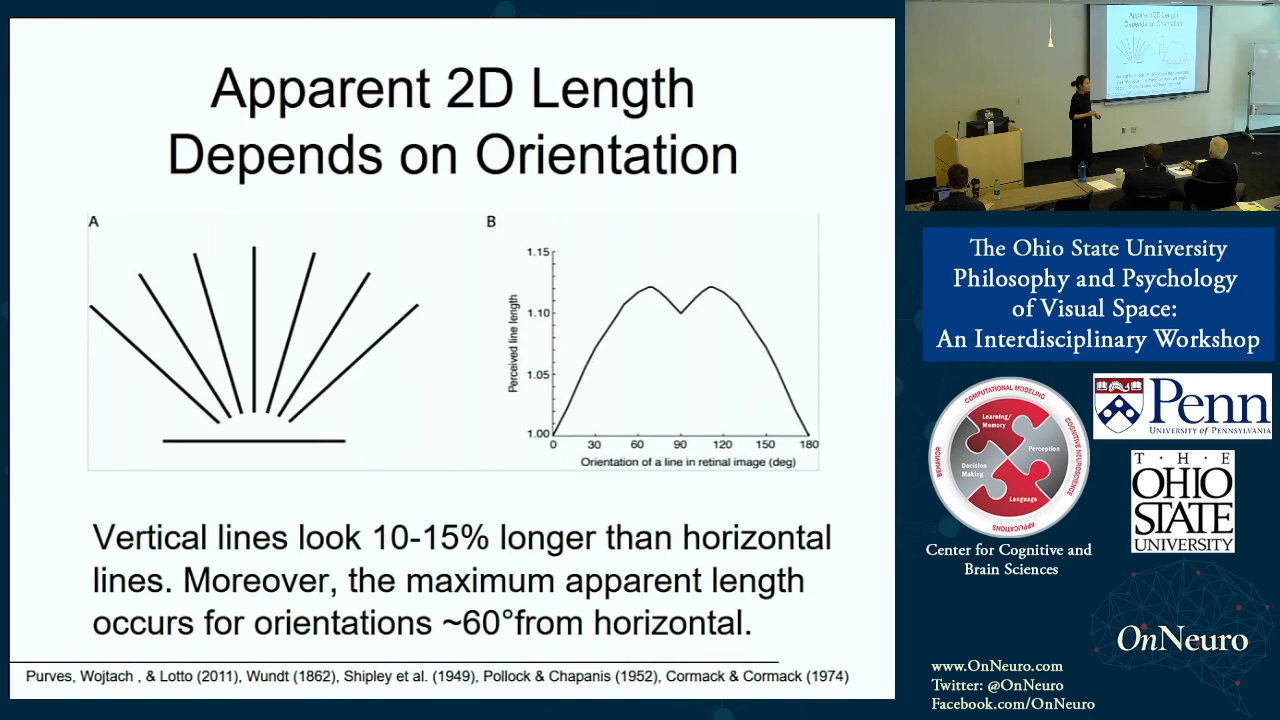 Apparent 2D Length
Depends on Orientation
A
B
1.15
1.10
1.05
1.00
Perceived line length
0 30 60 90 120 150 180
Orientation of a line in retinal image (deg)
Vertical lines look 10-15% longer than horizontal
lines. Moreover, the maximum apparent length
occurs for orientations ~60°from horizontal.
Purves, Wojtach , & Lotto (2011), Wundt (1862), Shipley et al. (1949), Pollock & Chapanis (1952), Cormack & Cormack (1974)
Apparent 2D Length
Depends on Orientation
The Ohio State University
Philosophy and Psychology
of Visual Space:
An Interdisciplinary Workshop
COMPUTATIONAL MODELING
COGNITIVE NEUROSCIENCE
APPLICATIONS
BEHAVIOR
Learning/
Memory
Perception
Decision
Making
Language
Center for Cognitive and
Brain Sciences
Penn
UNIVERSITY of PENNSYLVANIA
T · H · E
OHIO
STATE
UNIVERSITY
OnNeuro
www.OnNeuro.com
Twitter: @OnNeuro
Facebook.com/OnNeuro